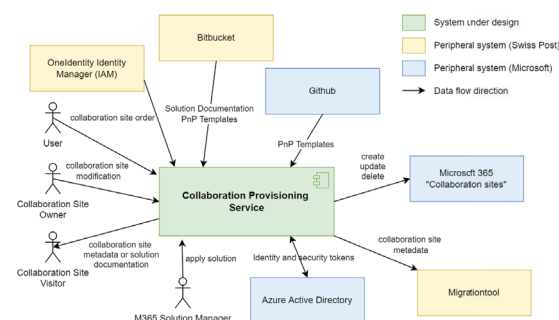 Bitbucket
OneIdentity Identity
Manager (IAM)
System under design
Peripheral system (Swiss Post)
Peripheral system (Microsoft)
Data flow direction
Github
Solution Documentation
PnP Templates
collaboration site order
User
PnP Templates
create
update
delete
Microscft 365
"Collaboration sites"
collaboration site
modification
Collaboration Site
Owner
Collaboration Provisioning
Service
collaboration site
metadata or solution
documentation
Collaboration Site
Visitor
apply solution
Identity and security tokens
collaboration site
metadata
M365 Solution Manager
Azure Active Directory
Migrationtool